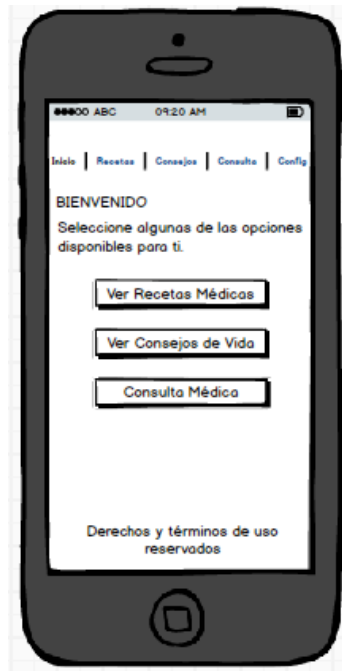 ABC 09:20 AM
Inicio | Recetas | Consejos | Consulta | Config
BIENVENIDO
Seleccione algunas de las opciones
disponibles para ti.
Ver Recetas Médicas
Ver Consejos de Vida
Consulta Médica
Derechos y términos de uso
reservados